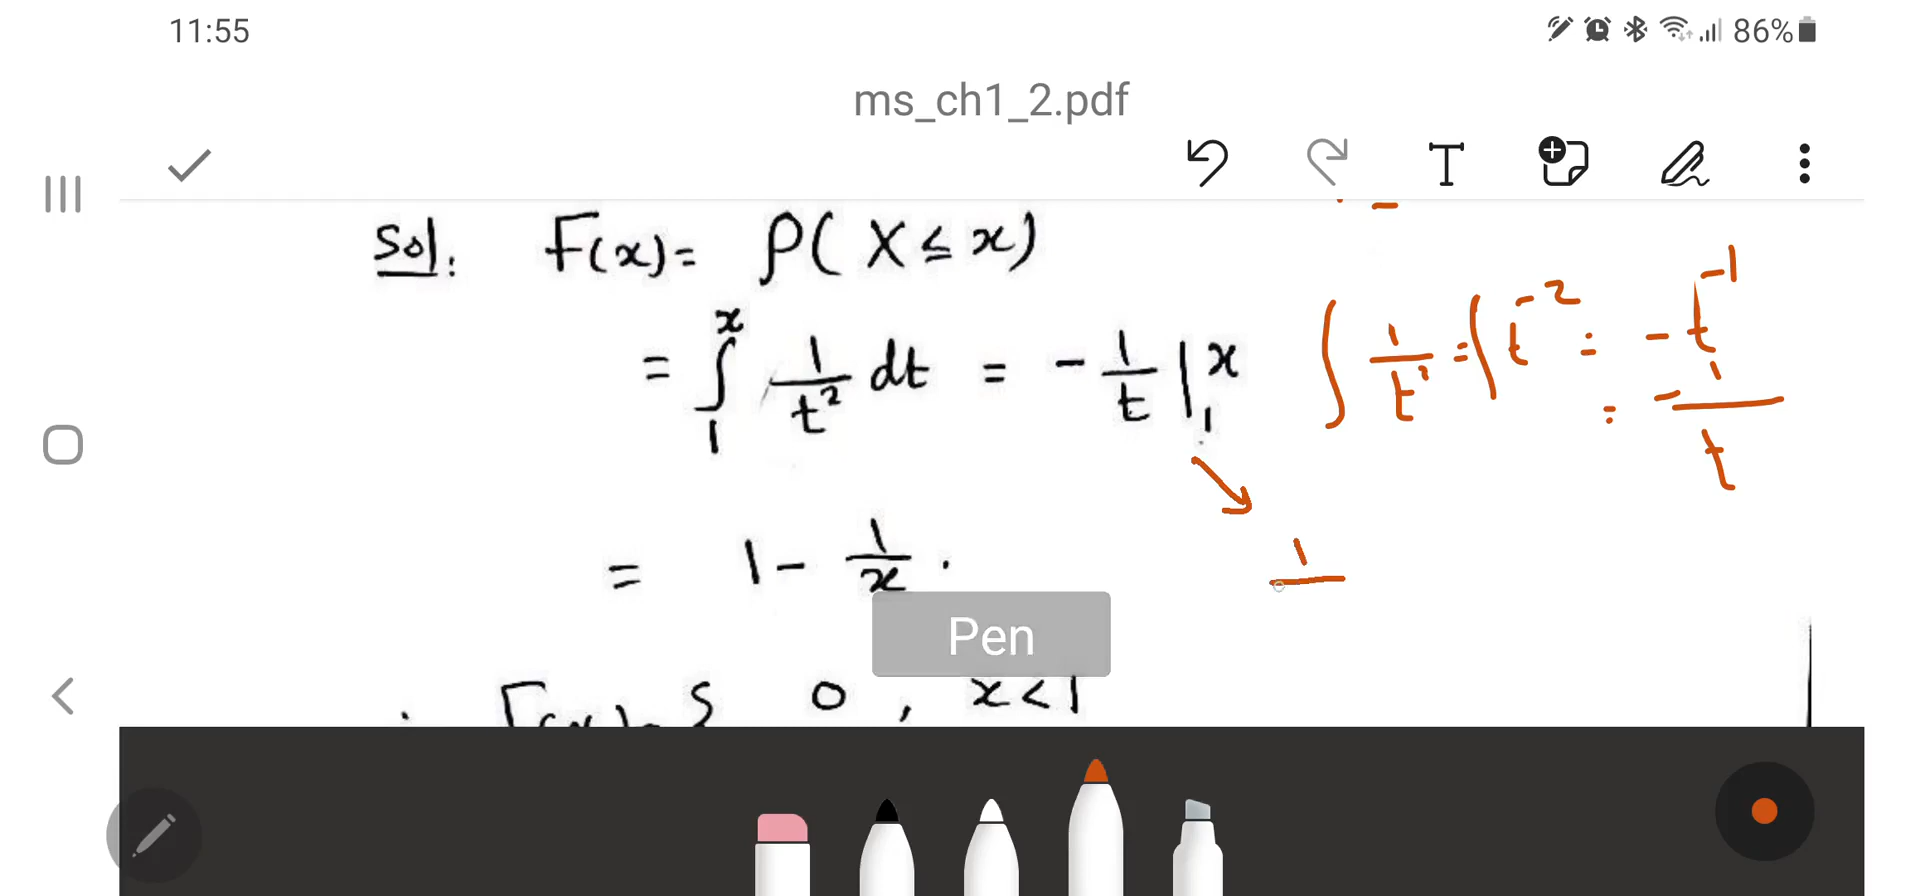 11:55 86%
ms_ch1_2.pdf
T
Sol: F(x) = P(X ≤ x)
= ∫₁ˣ 1/t² dt = -1/t |₁ˣ
∫ 1/t² = ∫ t⁻² = -t⁻¹
= -1/t
= 1 - 1/x .
1
Pen
0 , x < 1